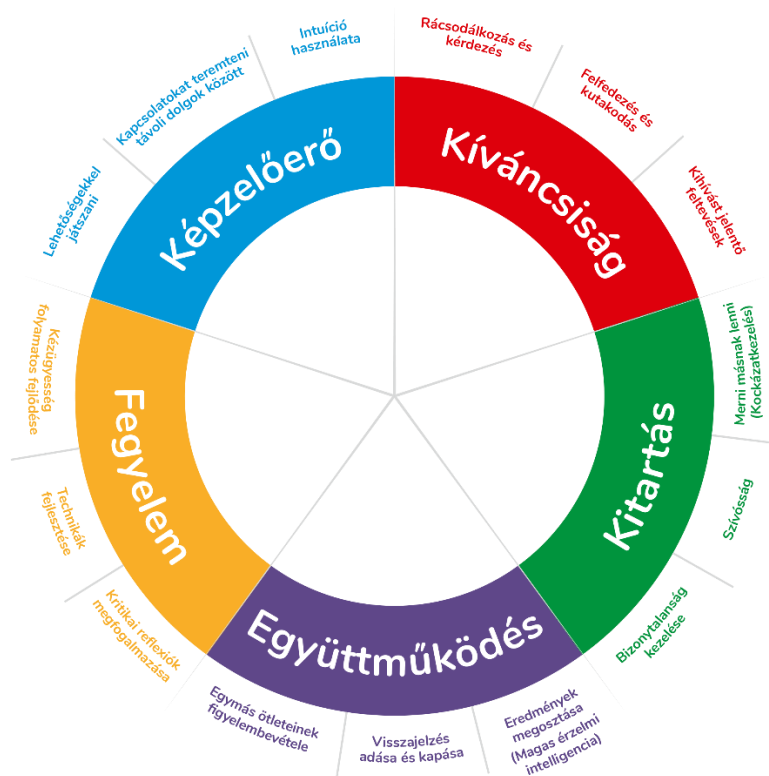 Kíváncsiság
Rácsodálkozás és
kérdezés
Felfedezés és
kutakodás
Kihívást jelentő
feltevések
Kitartás
Merni másnak lenni
(Kockázatkezelés)
Szívósság
Bizonytalanság
kezelése
Együttműködés
Eredmények
megosztása
(Magas érzelmi
intelligencia)
Visszajelzés
adása és kapása
Egymás ötleteinek
figyelembevétele
Fegyelem
Kritikai reflexiók
megfogalmazása
Technikák
fejlesztése
Kézügyesség
folyamatos fejlődése
Képzelőerő
Lehetőségekkel
játszani
Kapcsolatokat teremteni
távoli dolgok között
Intuíció
használata